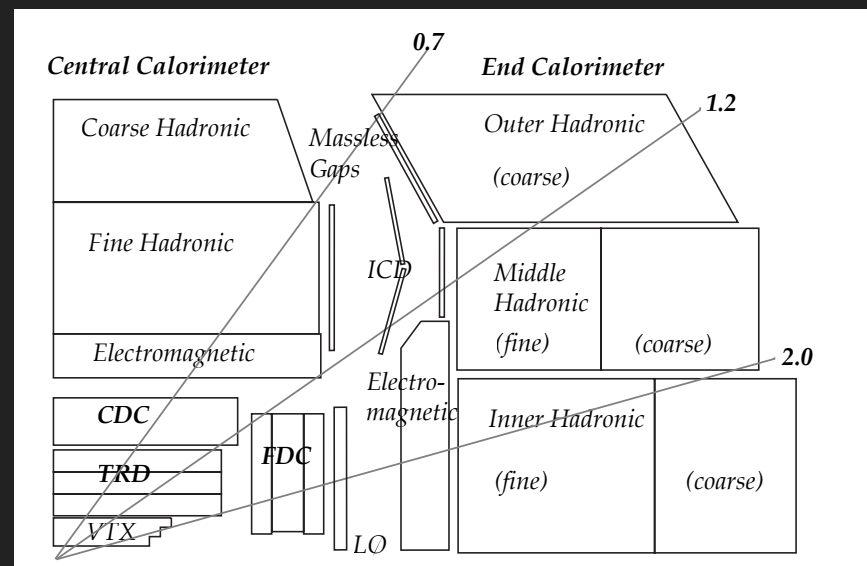 0.7
Central Calorimeter
End Calorimeter
1.2
Coarse Hadronic
Massless
Gaps
Outer Hadronic
(coarse)
Fine Hadronic
ICD
Middle
Hadronic
(fine)
(coarse)
Electromagnetic
2.0
Electro-
magnetic
CDC
Inner Hadronic
FDC
TRD
(fine)
(coarse)
VTX
LØ